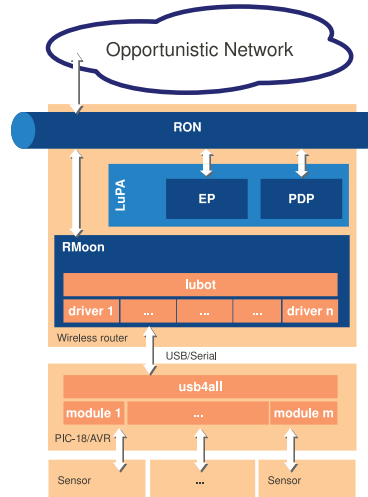 Opportunistic Network
RON
LuPA
EP
PDP
RMoon
lubot
driver 1 ... ... ... driver n
Wireless router
USB/Serial
usb4all
module 1 ... module m
PIC-18/AVR
Sensor ... Sensor